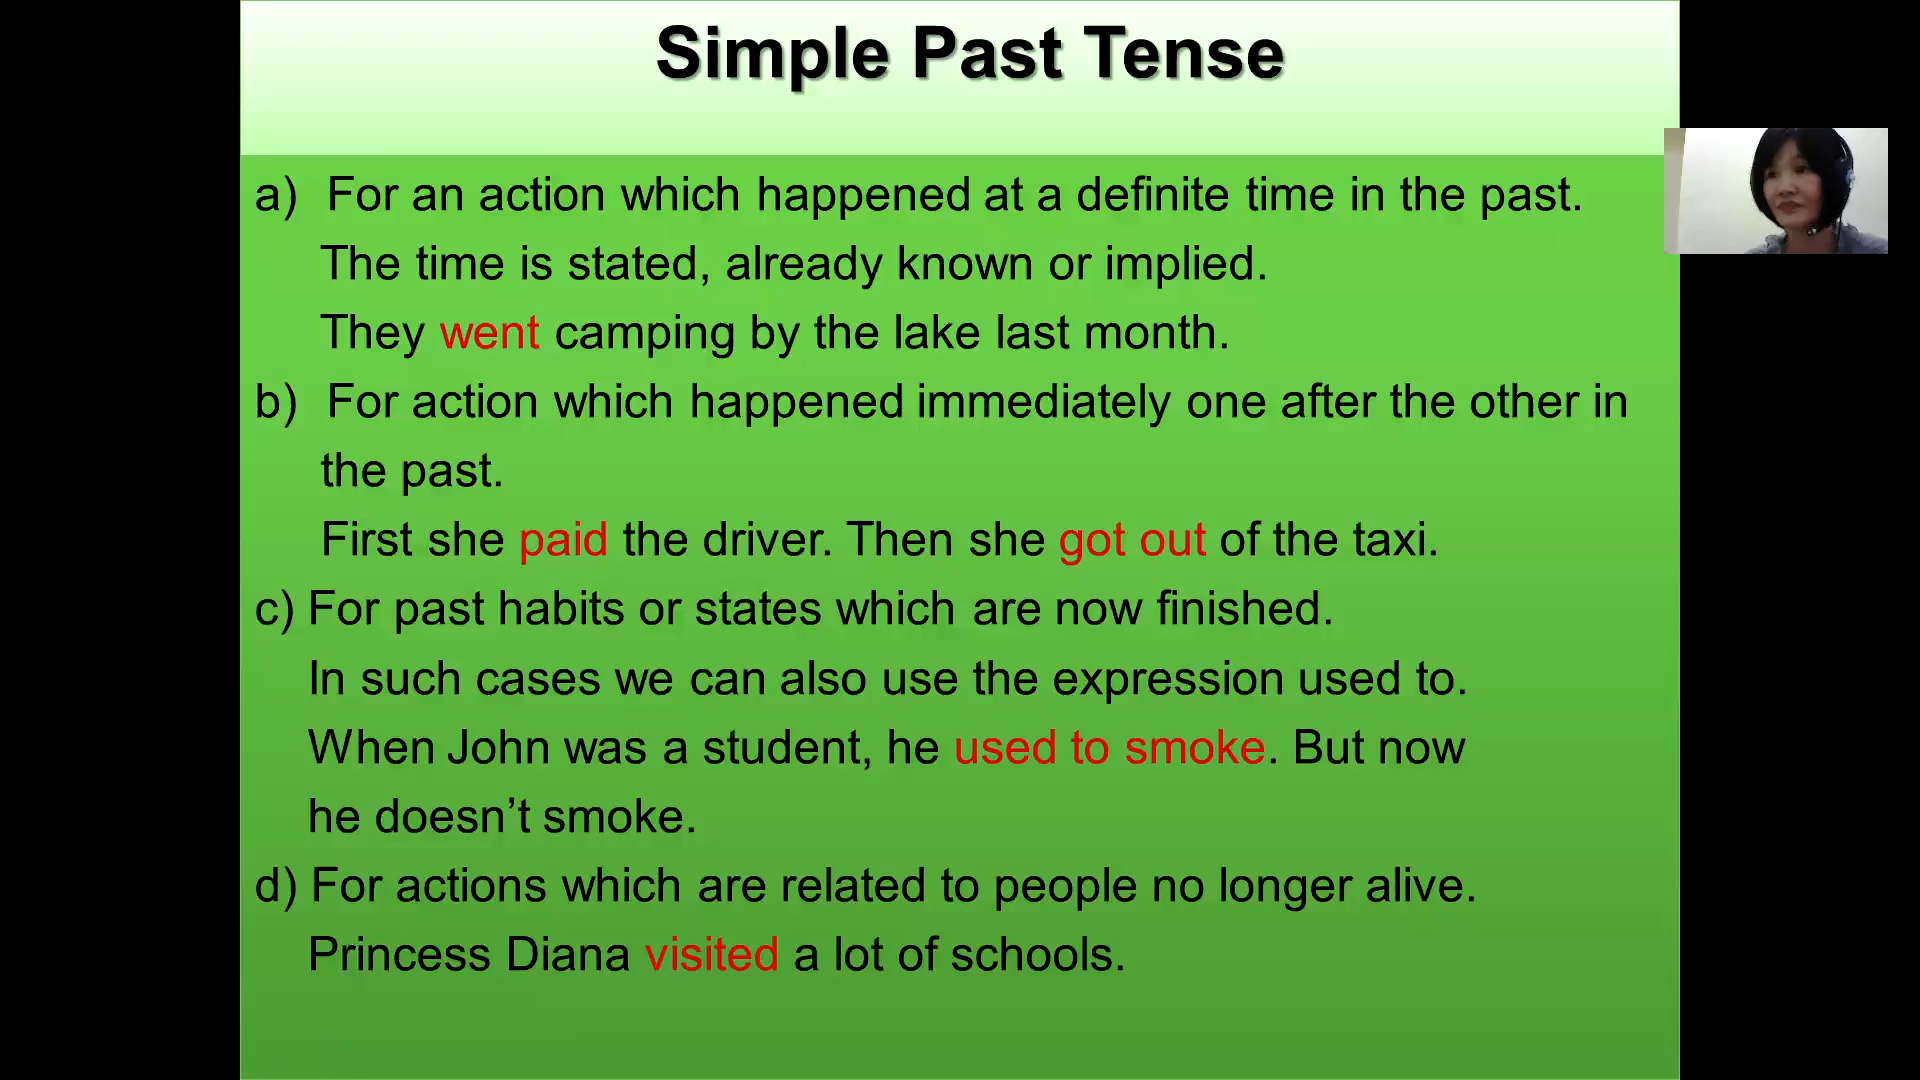 Simple Past Tense
a) For an action which happened at a definite time in the past.
The time is stated, already known or implied.
They went camping by the lake last month.
b) For action which happened immediately one after the other in
the past.
First she paid the driver. Then she got out of the taxi.
c) For past habits or states which are now finished.
In such cases we can also use the expression used to.
When John was a student, he used to smoke. But now
he doesn’t smoke.
d) For actions which are related to people no longer alive.
Princess Diana visited a lot of schools.